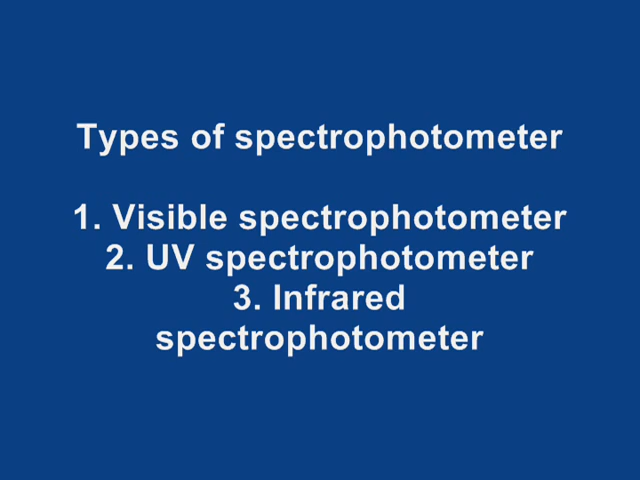 Types of spectrophotometer
1. Visible spectrophotometer
2. UV spectrophotometer
3. Infrared
spectrophotometer